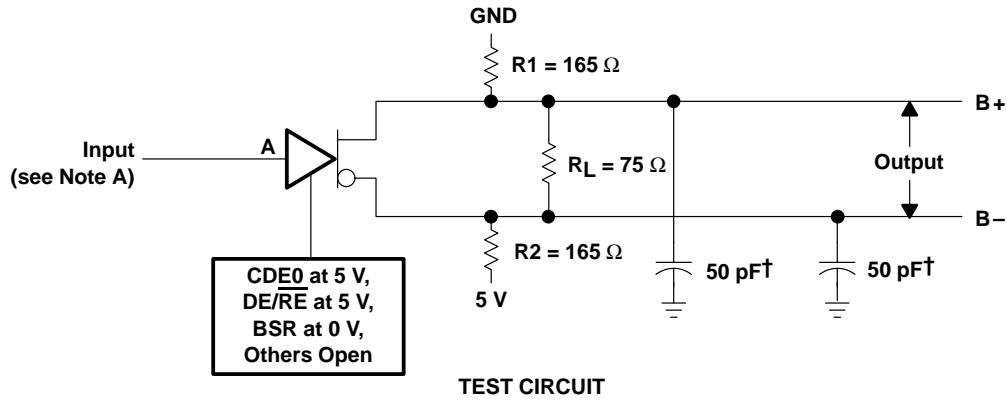 GND
R1 = 165 Ω
B+
Input
(see Note A)
A
RL = 75 Ω
Output
B−
R2 = 165 Ω
50 pF†
50 pF†
5 V
CDE0 at 5 V,
DE/R̅E̅ at 5 V,
BSR at 0 V,
Others Open
TEST CIRCUIT